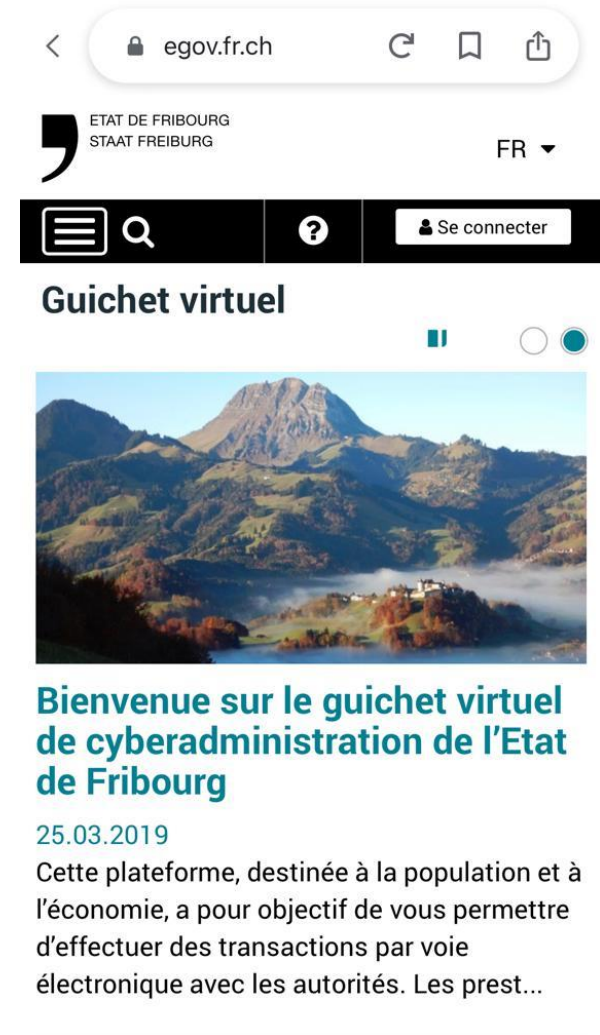 egov.fr.ch
ETAT DE FRIBOURG
STAAT FREIBURG
FR
?
Se connecter
Guichet virtuel
Bienvenue sur le guichet virtuel
de cyberadministration de l’Etat
de Fribourg
25.03.2019
Cette plateforme, destinée à la population et à
l’économie, a pour objectif de vous permettre
d’effectuer des transactions par voie
électronique avec les autorités. Les prest...